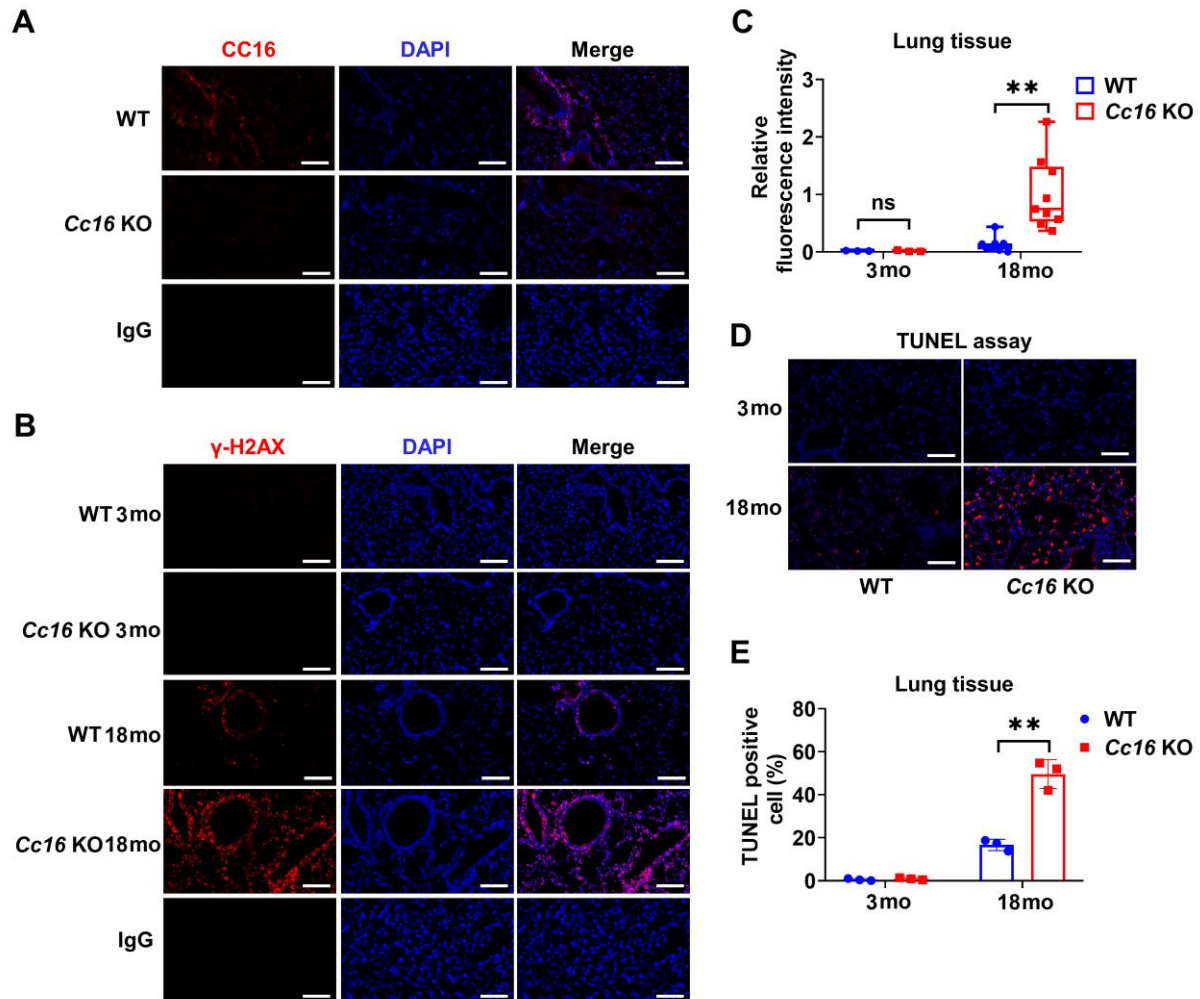 A
CC16 DAPI Merge
WT
Cc16 KO
IgG
B
γ-H2AX DAPI Merge
WT 3mo
Cc16 KO 3mo
WT 18mo
Cc16 KO18mo
IgG
C
Lung tissue
Relative
fluorescence intensity
3
2
1
0
ns
**
3mo 18mo
WT
Cc16 KO
D
TUNEL assay
3mo
18mo
WT Cc16 KO
E
Lung tissue
TUNEL positive
cell (%)
80
60
40
20
0
**
3mo 18mo
WT
Cc16 KO